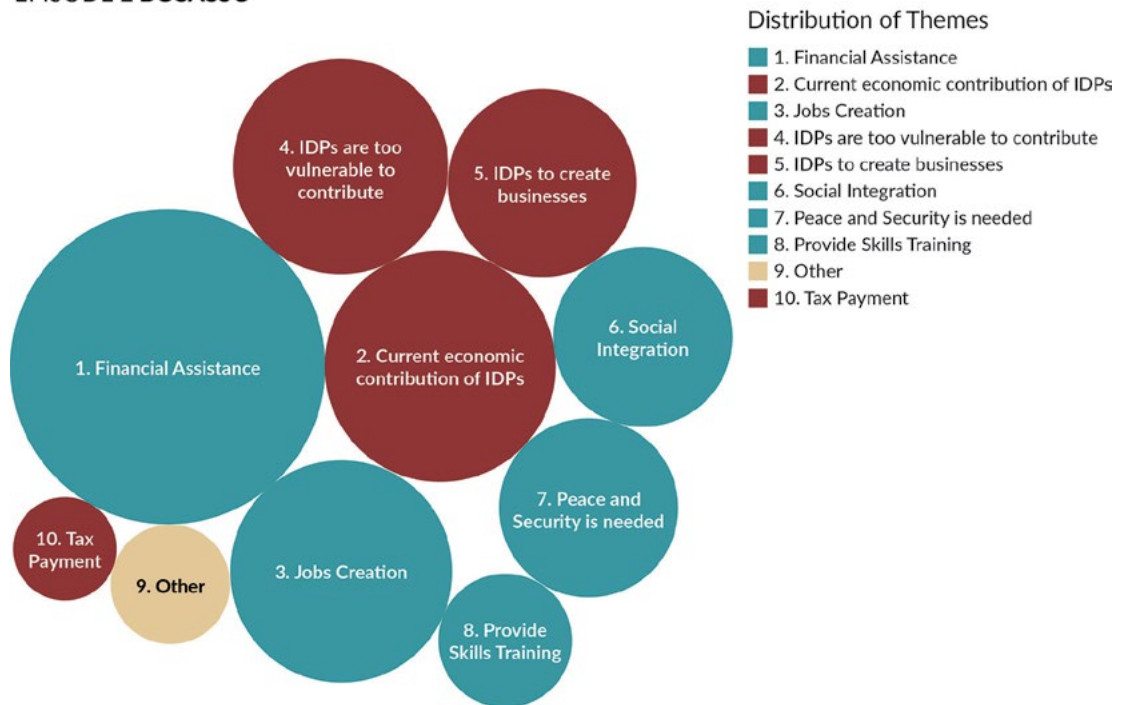 Distribution of Themes
1. Financial Assistance
2. Current economic contribution of IDPs
3. Jobs Creation
4. IDPs are too vulnerable to contribute
5. IDPs to create businesses
6. Social Integration
7. Peace and Security is needed
8. Provide Skills Training
9. Other
10. Tax Payment
4. IDPs are too
vulnerable to
contribute
5. IDPs to create
businesses
6. Social
Integration
1. Financial Assistance
2. Current economic
contribution of IDPs
7. Peace and
Security is needed
10. Tax
Payment
9. Other
3. Jobs Creation
8. Provide
Skills Training